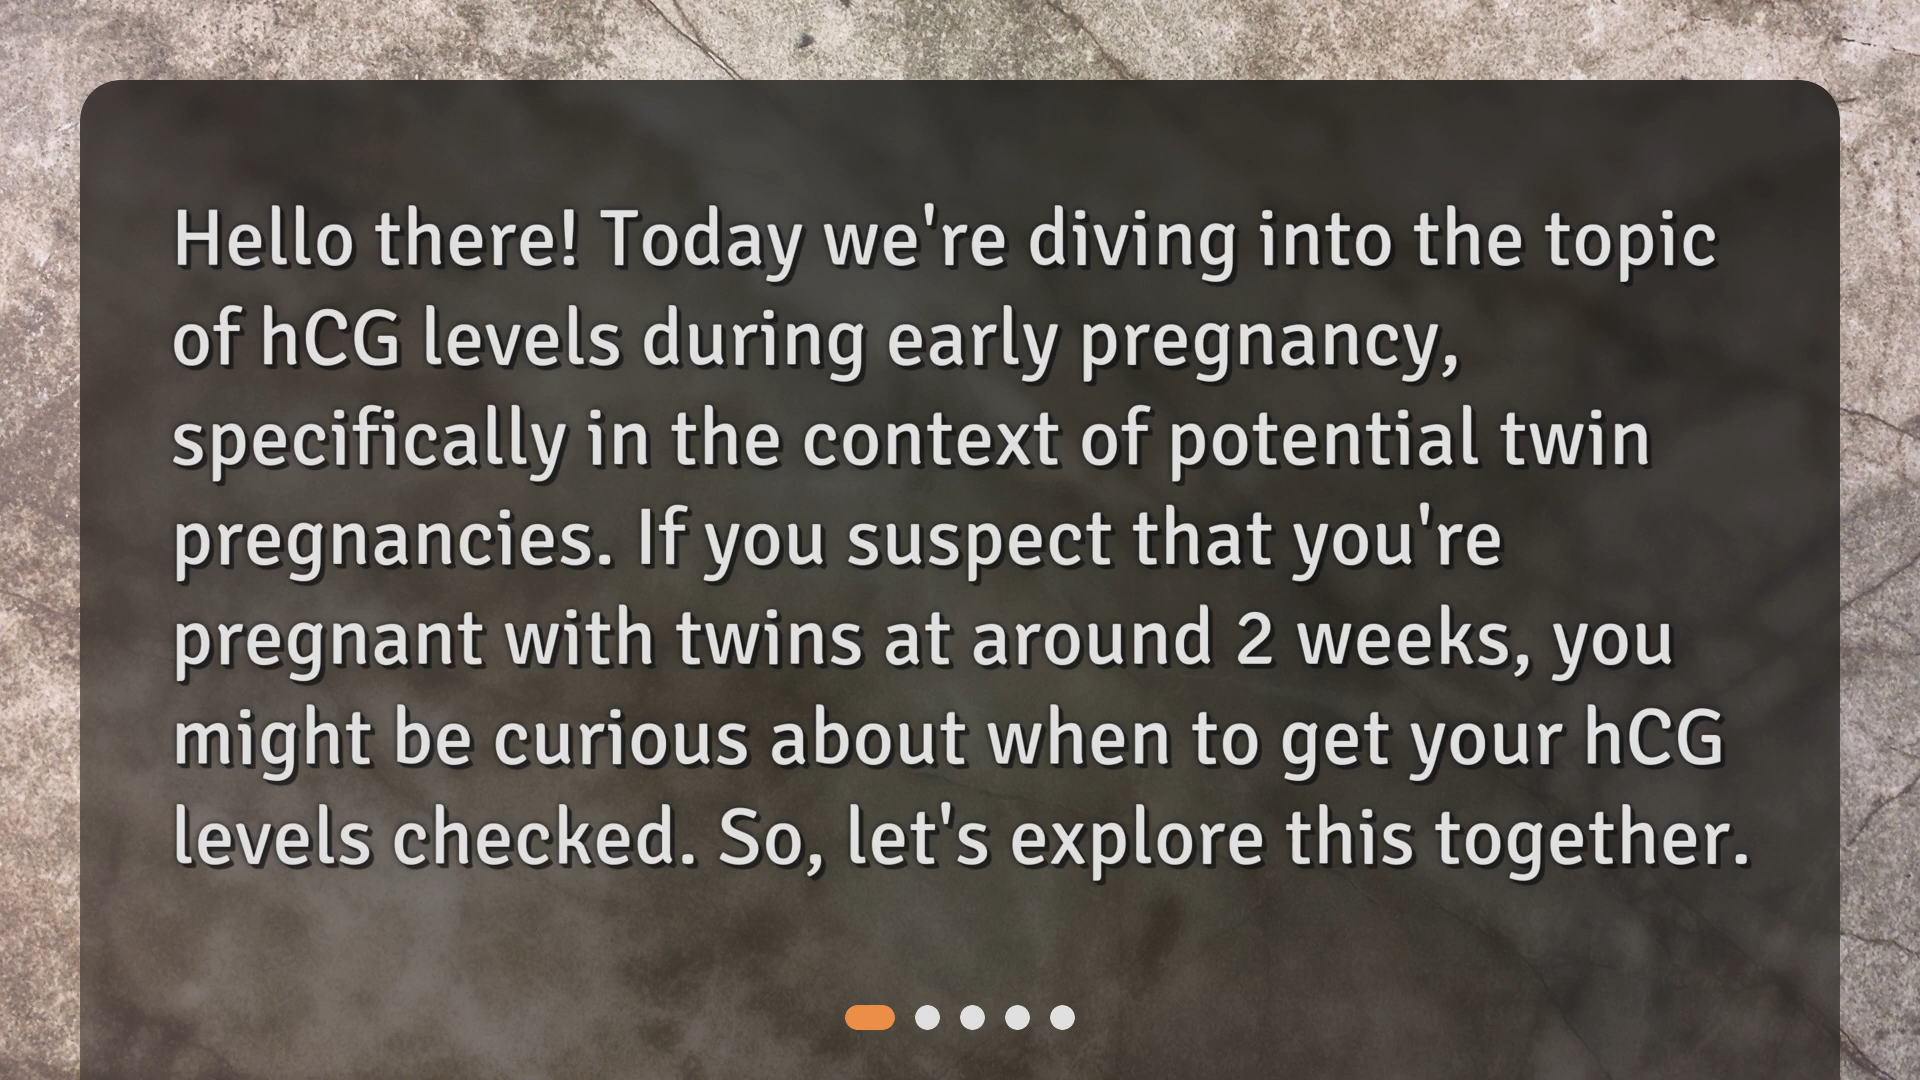 Hello there! Today we're diving into the topic
of hCG levels during early pregnancy,
specifically in the context of potential twin
pregnancies. If you suspect that you're
pregnant with twins at around 2 weeks, you
might be curious about when to get your hCG
levels checked. So, let's explore this together.